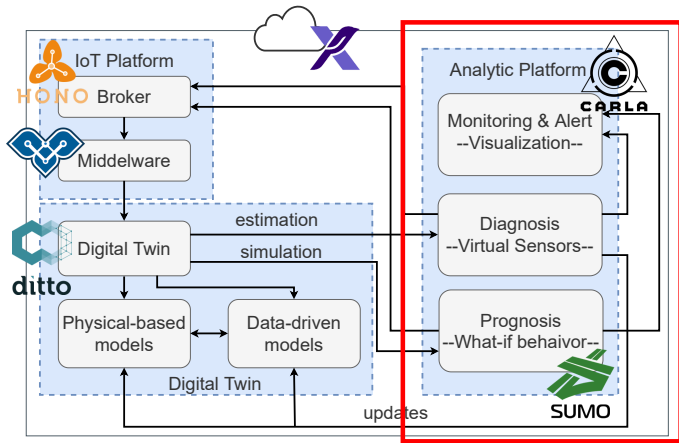 IoT Platform
HONO
Broker
Middelware
Analytic Platform
CARLA
Monitoring & Alert
--Visualization--
Diagnosis
--Virtual Sensors--
Prognosis
--What-if behaivor--
SUMO
estimation
simulation
Digital Twin
ditto
Physical-based
models
Data-driven
models
Digital Twin
updates